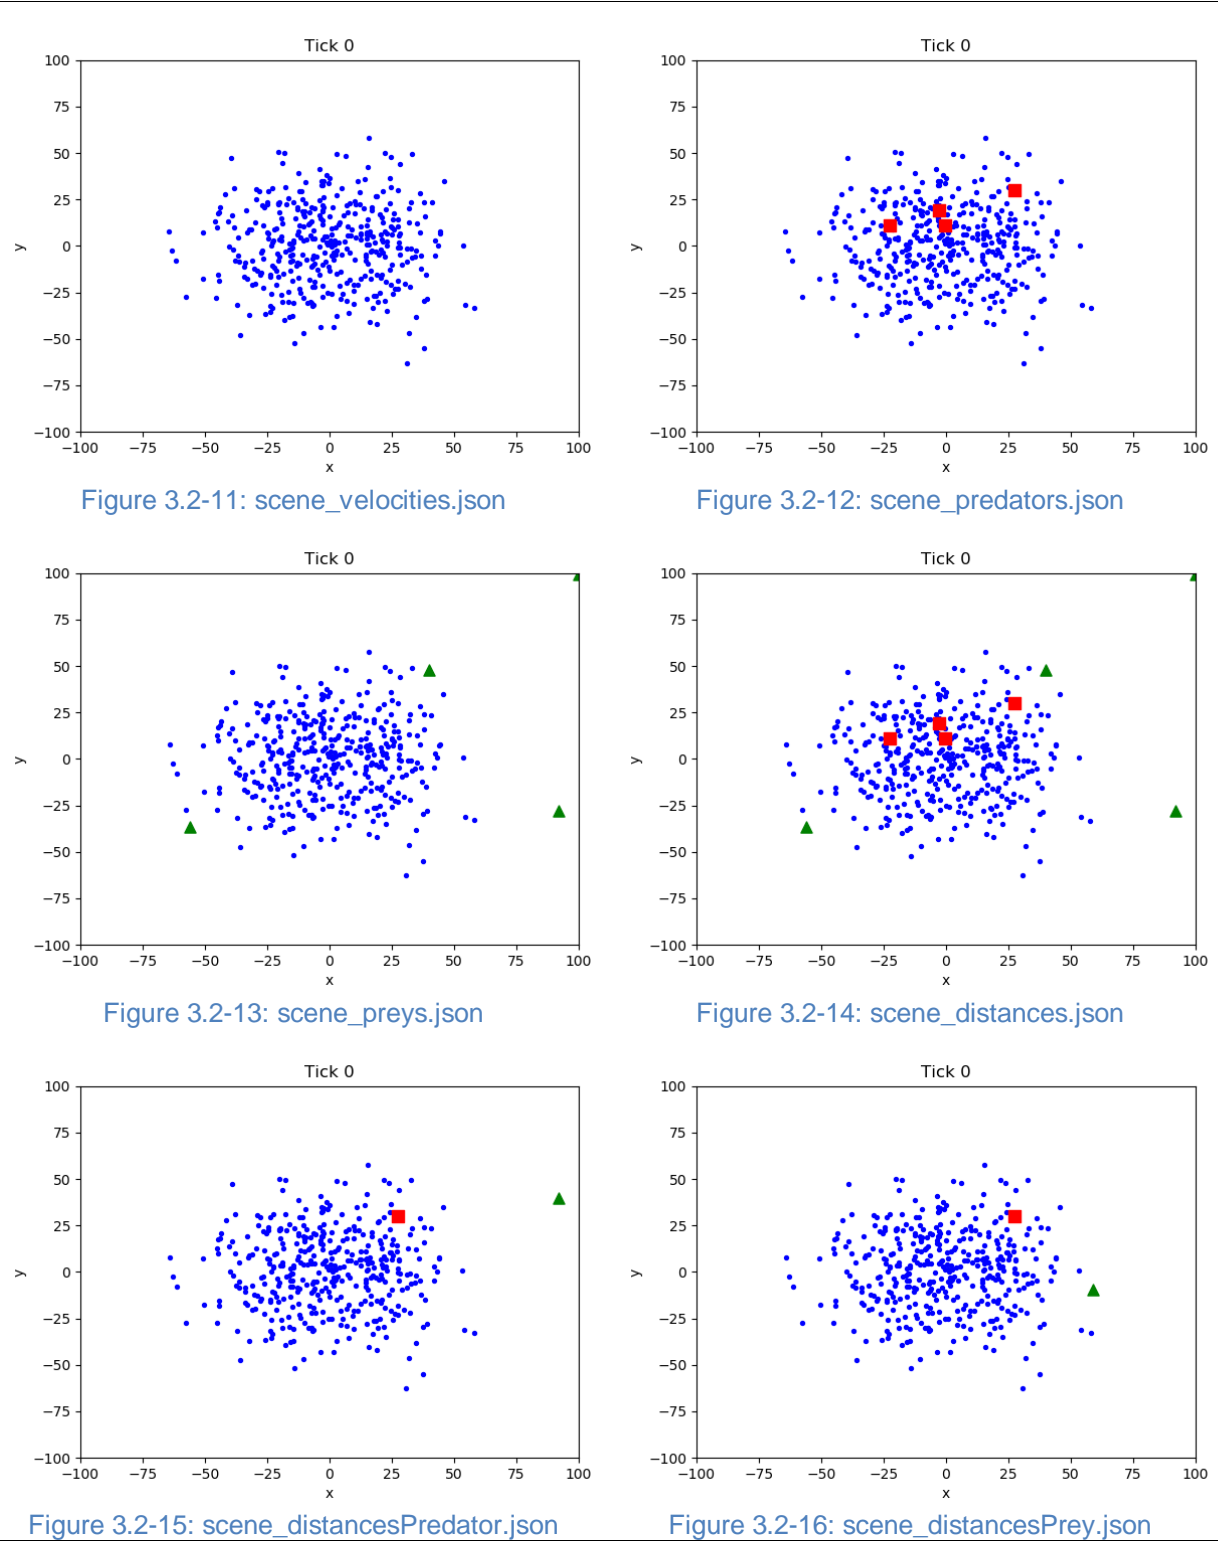 Tick 0
100
75
50
25
0
−25
−50
−75
−100
y
−100 −75 −50 −25 0 25 50 75 100
x
Figure 3.2-11: scene_velocities.json
Tick 0
100
75
50
25
0
−25
−50
−75
−100
y
−100 −75 −50 −25 0 25 50 75 100
x
Figure 3.2-12: scene_predators.json
Tick 0
100
75
50
25
0
−25
−50
−75
−100
y
−100 −75 −50 −25 0 25 50 75 100
x
Figure 3.2-13: scene_preys.json
Tick 0
100
75
50
25
0
−25
−50
−75
−100
y
−100 −75 −50 −25 0 25 50 75 100
x
Figure 3.2-14: scene_distances.json
Tick 0
100
75
50
25
0
−25
−50
−75
−100
y
−100 −75 −50 −25 0 25 50 75 100
x
Figure 3.2-15: scene_distancesPredator.json
Tick 0
100
75
50
25
0
−25
−50
−75
−100
y
−100 −75 −50 −25 0 25 50 75 100
x
Figure 3.2-16: scene_distancesPrey.json